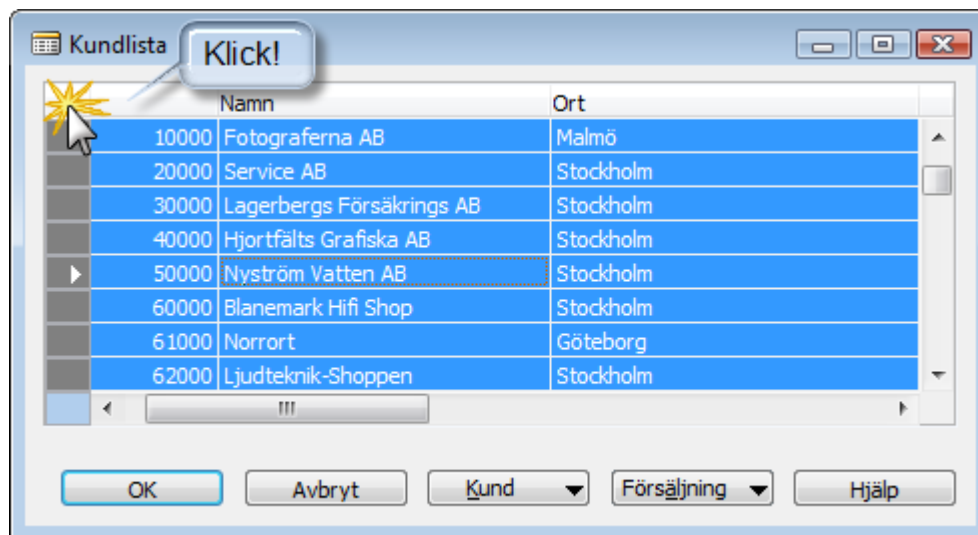 Kundlista
Klick!
Namn Ort
10000 Fotograferna AB Malmö
20000 Service AB Stockholm
30000 Lagerbergs Försäkrings AB Stockholm
40000 Hjortfälts Grafiska AB Stockholm
50000 Nyström Vatten AB Stockholm
60000 Blanemark Hifi Shop Stockholm
61000 Norrort Göteborg
62000 Ljudteknik-Shoppen Stockholm
OK Avbryt Kund Försäljning Hjälp